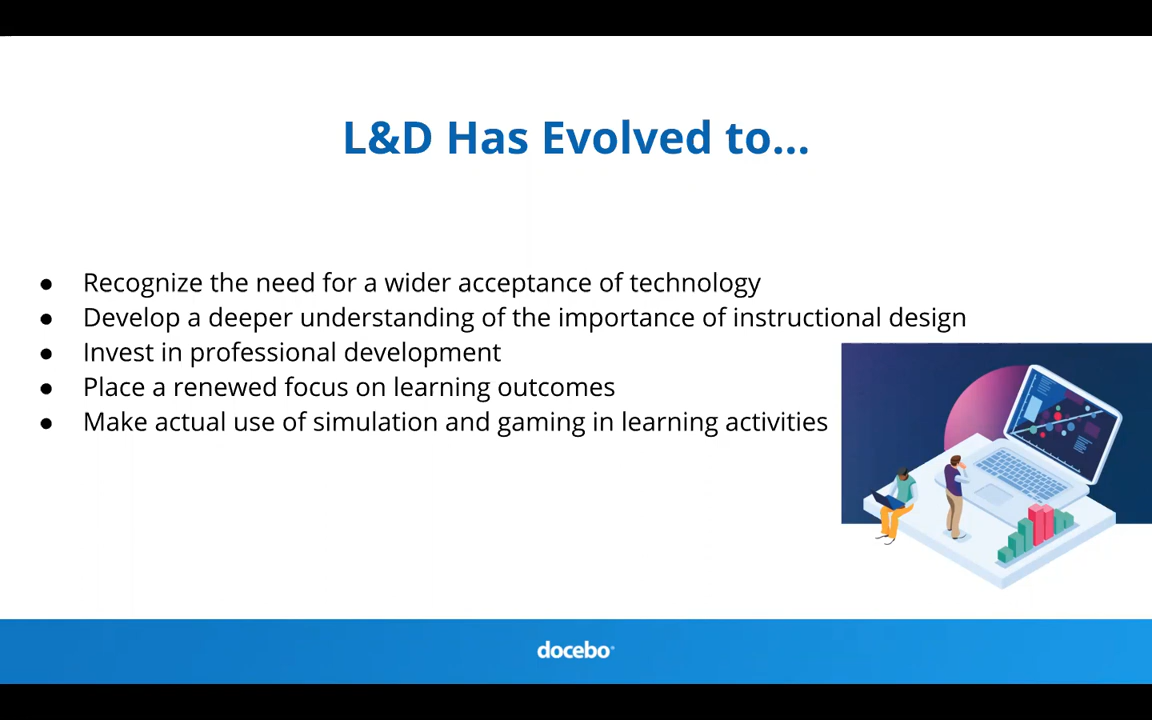 L&D Has Evolved to...
● Recognize the need for a wider acceptance of technology
● Develop a deeper understanding of the importance of instructional design
● Invest in professional development
● Place a renewed focus on learning outcomes
● Make actual use of simulation and gaming in learning activities
docebo®